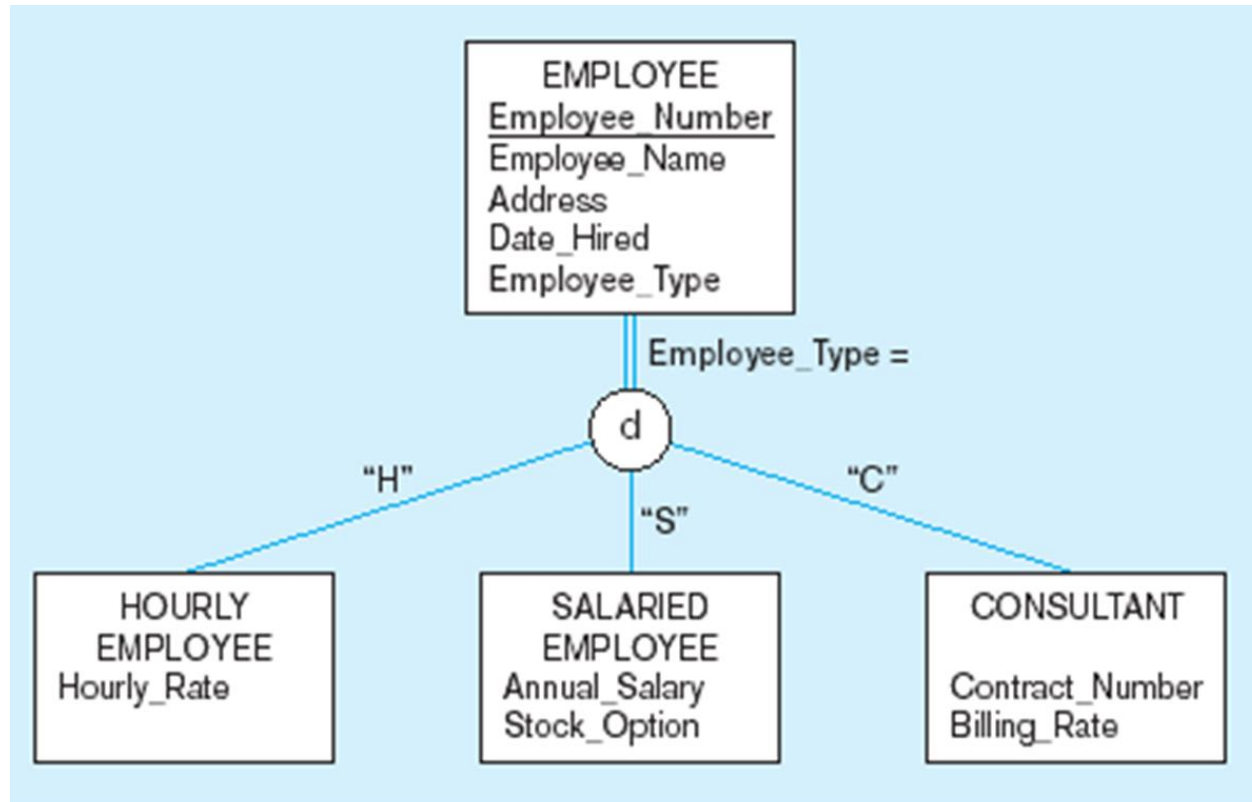 EMPLOYEE
Employee_Number
Employee_Name
Address
Date_Hired
Employee_Type
Employee_Type =
d
“H”
“S”
“C”
HOURLY
EMPLOYEE
Hourly_Rate
SALARIED
EMPLOYEE
Annual_Salary
Stock_Option
CONSULTANT
Contract_Number
Billing_Rate